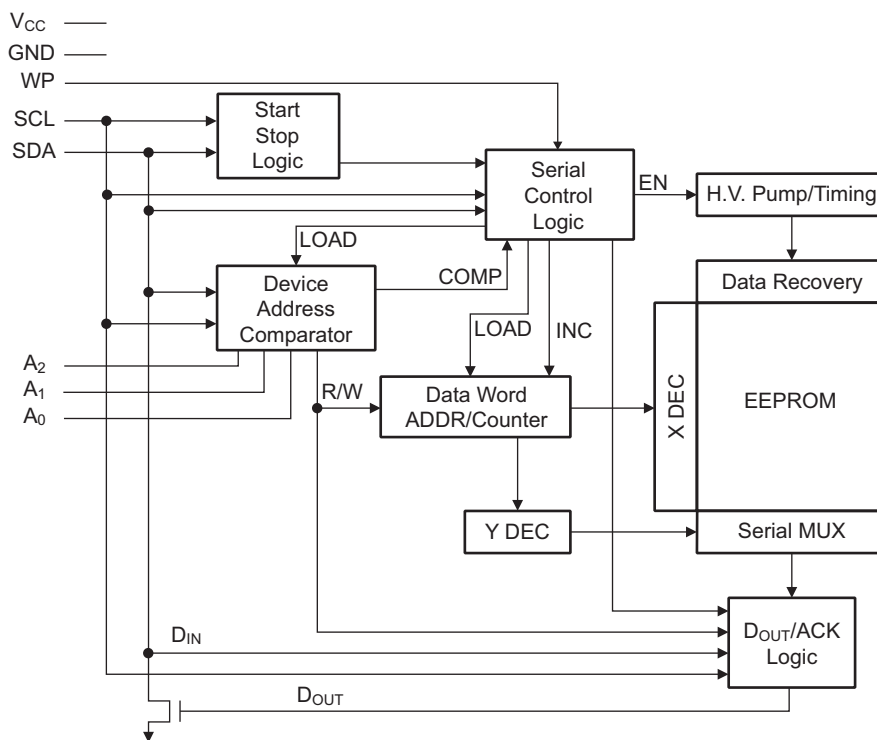 VCC
GND
WP
SCL
SDA
Start
Stop
Logic
Serial
Control
Logic
EN
H.V. Pump/Timing
LOAD
COMP
Device
Address
Comparator
Data Recovery
LOAD
INC
A2
A1
A0
R/W
Data Word
ADDR/Counter
X DEC
EEPROM
Y DEC
Serial MUX
DIN
DOUT/ACK
Logic
DOUT